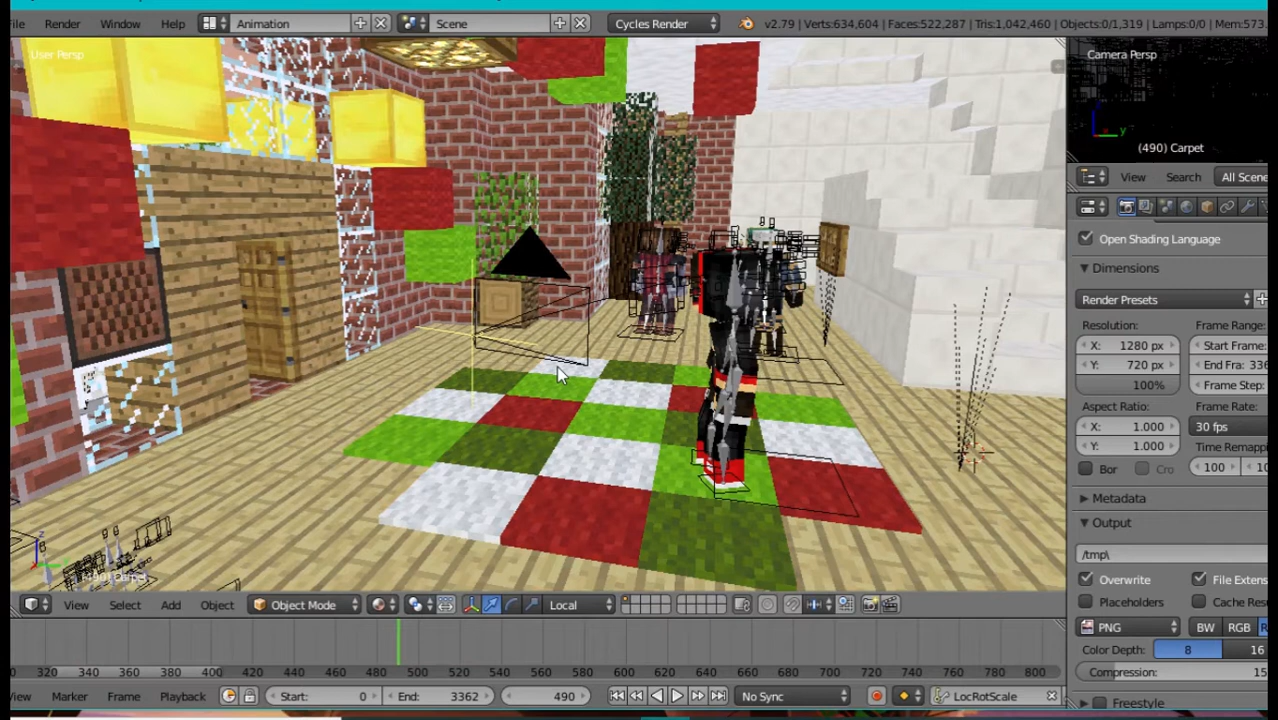 Render Window Help Animation Scene Cycles Render v2.79 | Verts:634,604 | Faces:522,287 | Tris:1,042,460 | Objects:0/1,319 | Lamps:0/0 | Mem:573.
User Persp
Camera Persp
(490) Carpet
View Search All Scene
Open Shading Language
Dimensions
Render Presets
Resolution: Frame Range:
X: 1280 px Start Frame:
Y: 720 px End Fra: 336
100% Frame Step:
Aspect Ratio: Frame Rate:
X: 1.000 30 fps
Y: 1.000 Time Remapp
Bor Cro 100 10
Metadata
Output
/tmp\
Overwrite File Extens
Placeholders Cache Res
PNG BW RGB R
Color Depth: 8 16
Compression: 15
Freestyle
(490) Carpet
View Select Add Object Object Mode Local
320 340 360 380 400 420 440 460 480 500 520 540 560 580 600 620 640 660 680 700 720 740 760 780 800
View Marker Frame Playback Start: 0 End: 3362 490 No Sync LocRotScale